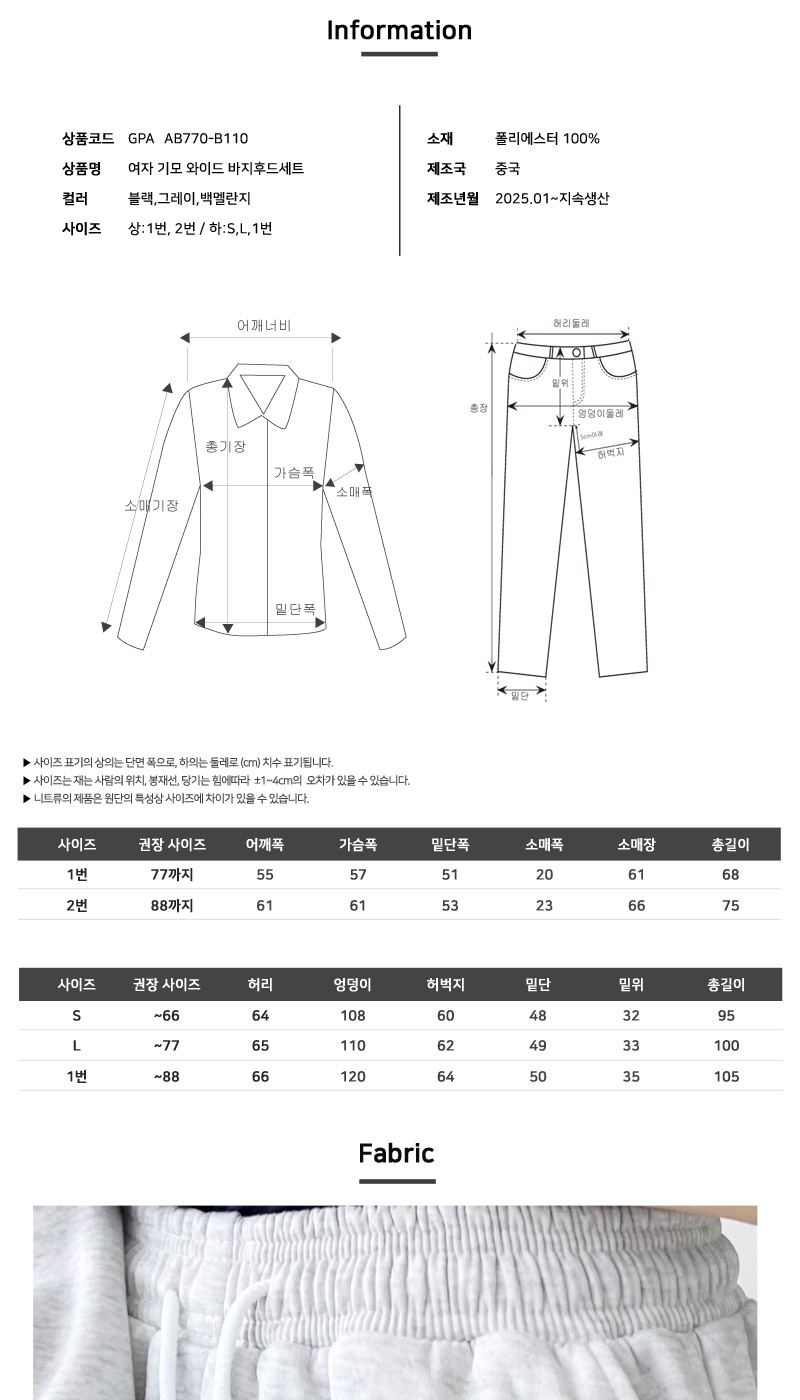 Information
상품코드 GPA AB770-B110
상품명 여자 기모 와이드 바지후드세트
컬러 블랙,그레이,백멜란지
사이즈 상:1번, 2번 / 하:S,L,1번
소재 폴리에스터 100%
제조국 중국
제조년월 2025.01~지속생산
어깨너비
총기장
가슴폭
소매폭
소매기장
밑단폭
허리둘레
밑위
총장
엉덩이둘레
5cm아래
허벅지
밑단
▶ 사이즈 표기의 상의는 단면 폭으로, 하의는 둘레로 (cm) 치수 표기됩니다.
▶ 사이즈는 재는 사람의 위치, 봉재선, 당기는 힘에따라 ±1~4cm의 오차가 있을 수 있습니다.
▶ 니트류의 제품은 원단의 특성상 사이즈에 차이가 있을 수 있습니다.
사이즈 권장 사이즈 어깨폭 가슴폭 밑단폭 소매폭 소매장 총길이
1번 77까지 55 57 51 20 61 68
2번 88까지 61 61 53 23 66 75
사이즈 권장 사이즈 허리 엉덩이 허벅지 밑단 밑위 총길이
S ~66 64 108 60 48 32 95
L ~77 65 110 62 49 33 100
1번 ~88 66 120 64 50 35 105
Fabric